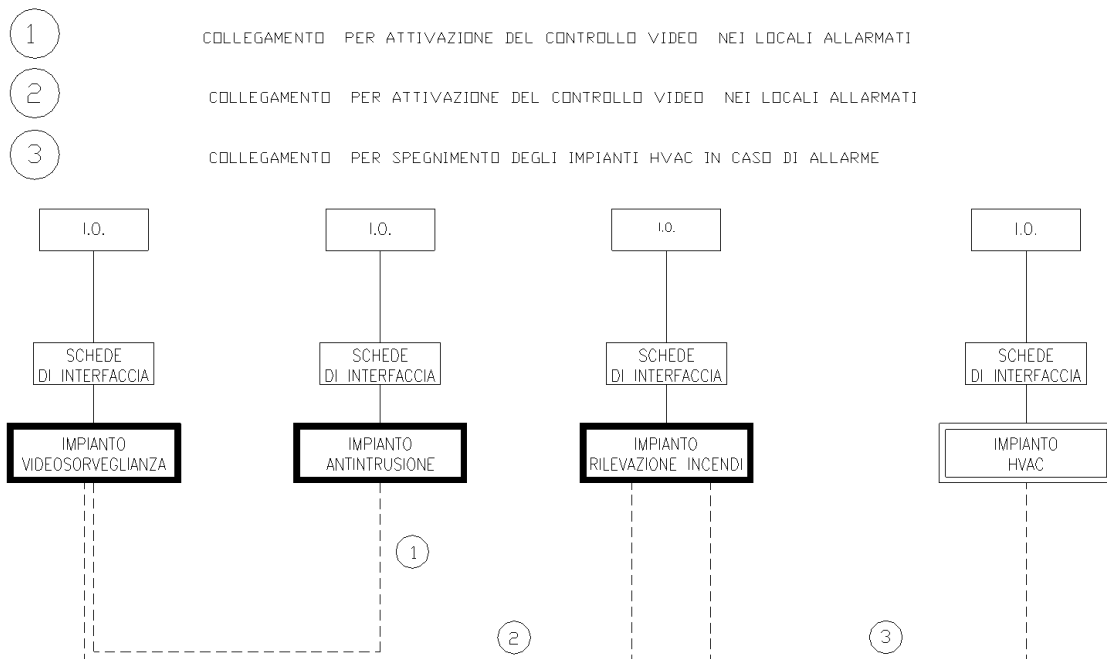 1 COLLEGAMENTO PER ATTIVAZIONE DEL CONTROLLO VIDEO NEI LOCALI ALLARMATI
2 COLLEGAMENTO PER ATTIVAZIONE DEL CONTROLLO VIDEO NEI LOCALI ALLARMATI
3 COLLEGAMENTO PER SPEGNIMENTO DEGLI IMPIANTI HVAC IN CASO DI ALLARME
I.O.
I.O.
I.O.
I.O.
SCHEDE
DI INTERFACCIA
SCHEDE
DI INTERFACCIA
SCHEDE
DI INTERFACCIA
SCHEDE
DI INTERFACCIA
IMPIANTO
VIDEOSORVEGLIANZA
IMPIANTO
ANTINTRUSIONE
IMPIANTO
RILEVAZIONE INCENDI
IMPIANTO
HVAC
1
2
3